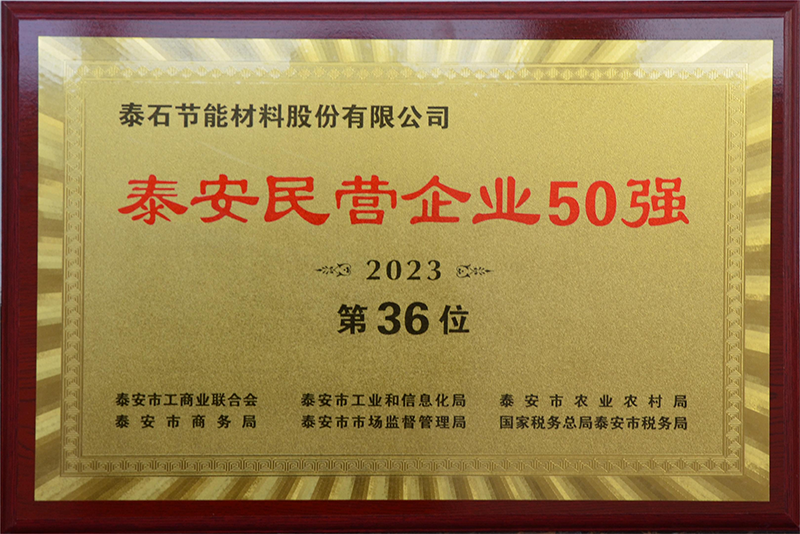 泰石节能材料股份有限公司
泰安民营企业50强
2023
第36位
泰安市工商业联合会 泰安市工业和信息化局 泰安市农业农村局
泰安市商务局 泰安市市场监督管理局 国家税务总局泰安市税务局